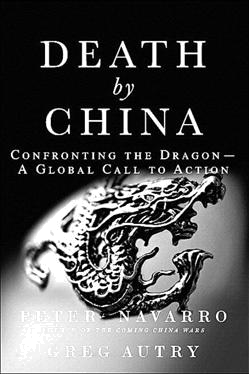 DEATH
by
CHINA
CONFRONTING THE DRAGON—
A GLOBAL CALL TO ACTION
PETER NAVARRO
AUTHOR OF THE COMING CHINA WARS
GREG AUTRY